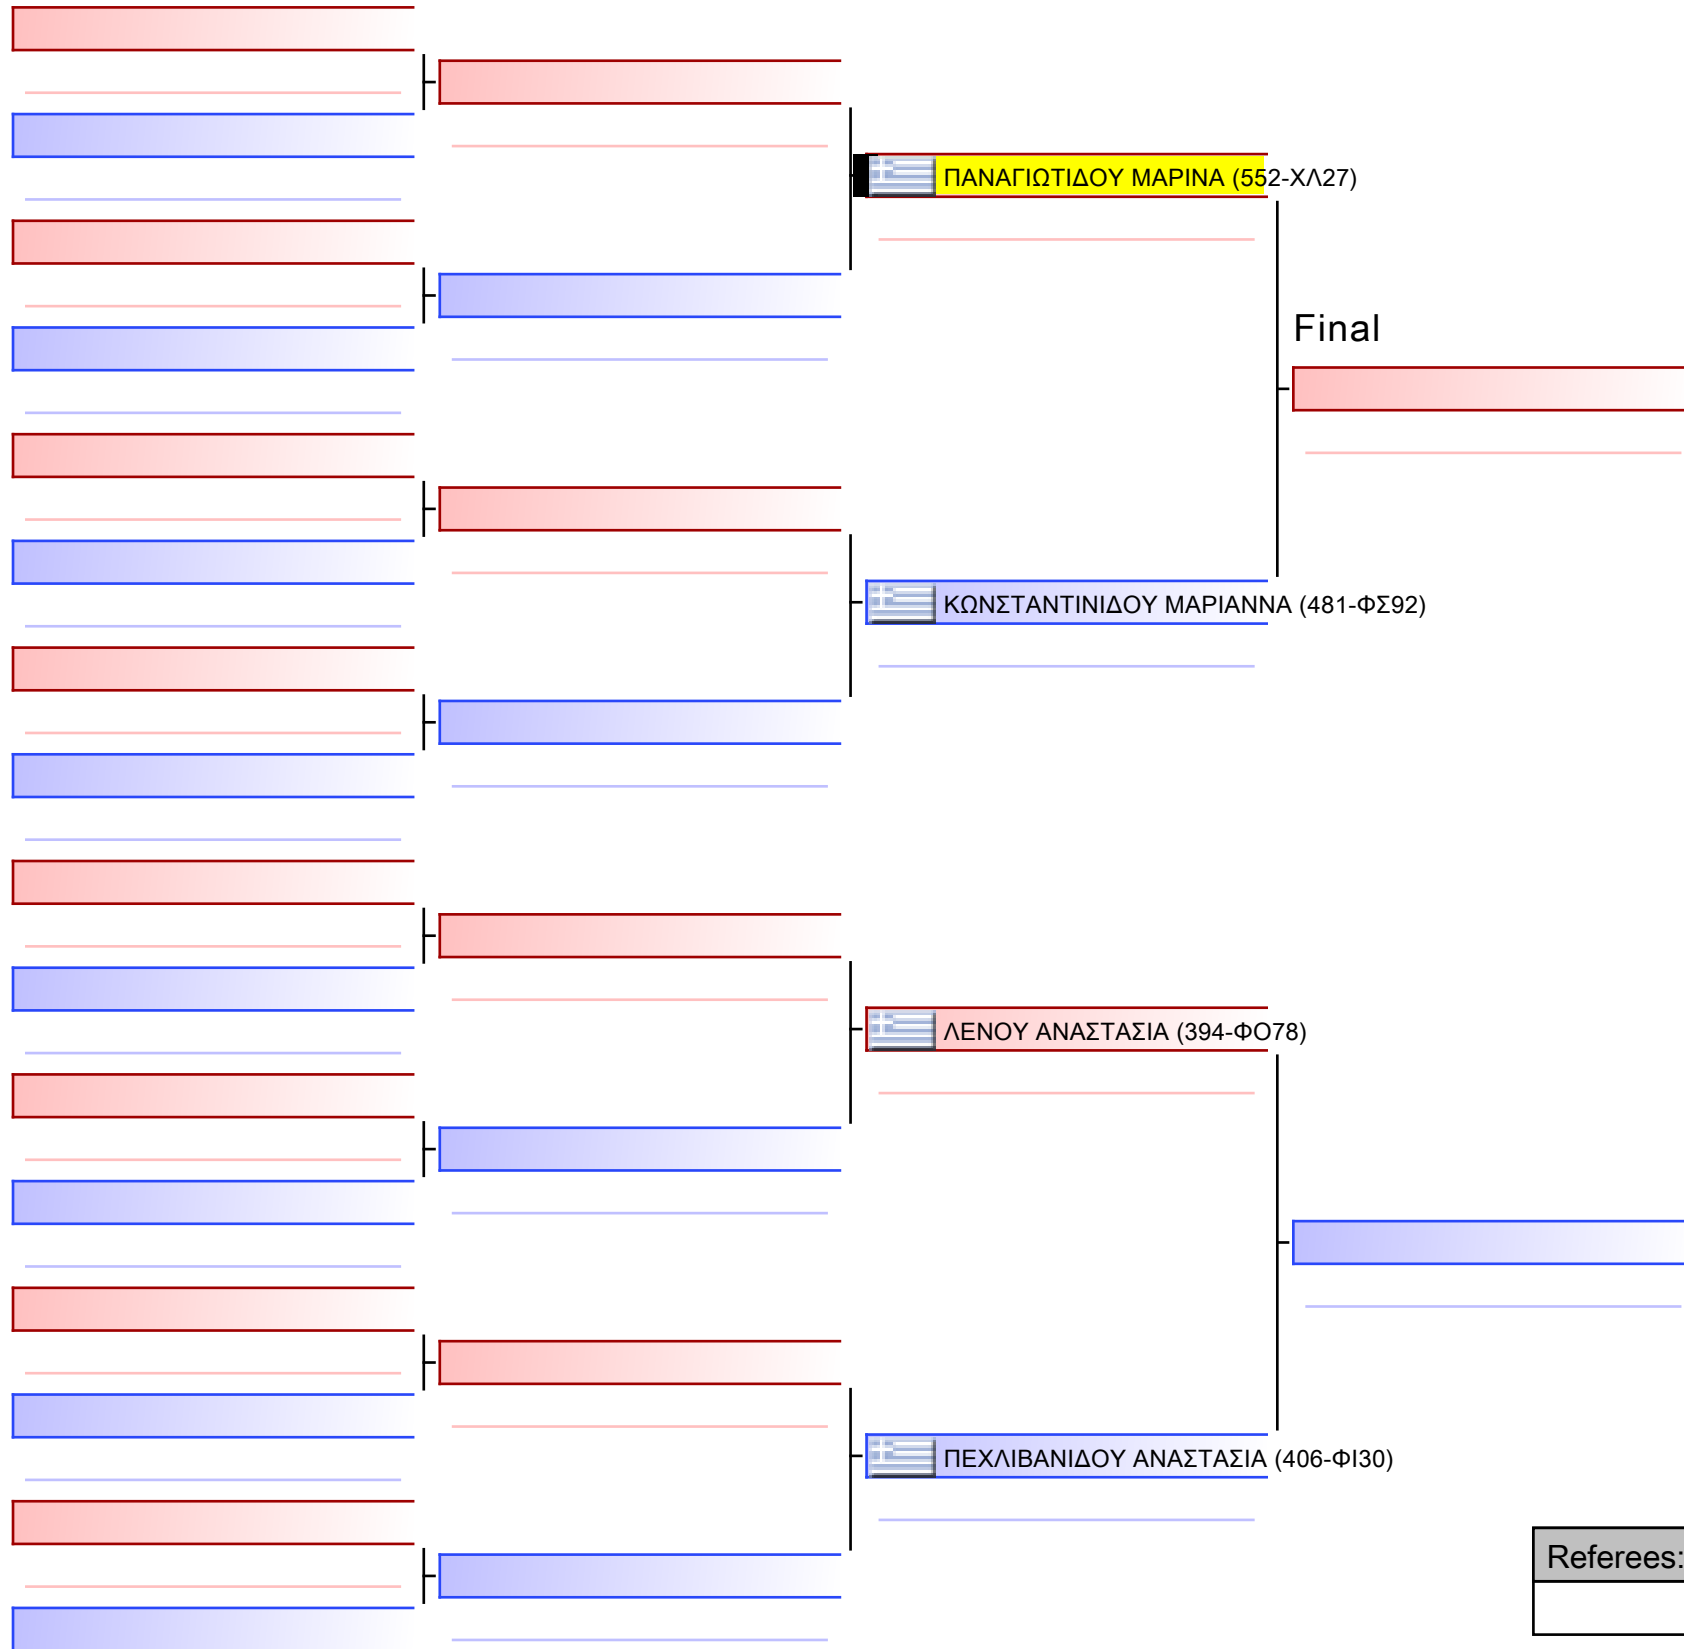 ΠΑΝΑΓΙΩΤΙΔΟΥ ΜΑΡΙΝΑ (552-ΧΛ27)
Final
ΚΩΝΣΤΑΝΤΙΝΙΔΟΥ ΜΑΡΙΑΝΝΑ (481-ΦΣ92)
ΛΕΝΟΥ ΑΝΑΣΤΑΣΙΑ (394-ΦΟ78)
ΠΕΧΛΙΒΑΝΙΔΟΥ ΑΝΑΣΤΑΣΙΑ (406-ΦΙ30)
Referees: